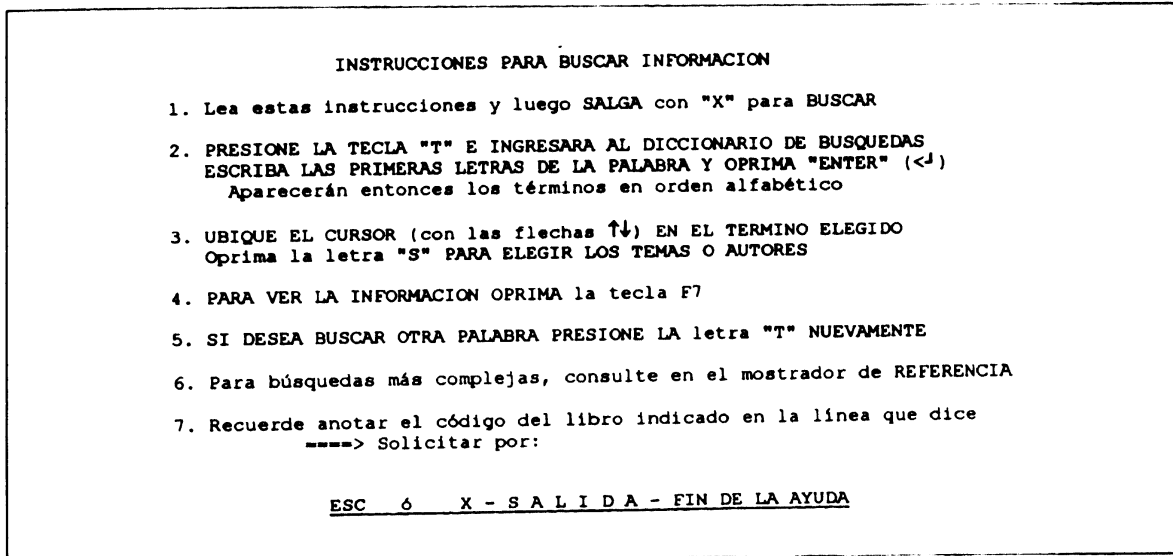 INSTRUCCIONES PARA BUSCAR INFORMACION
1. Lea estas instrucciones y luego SALGA con "X" para BUSCAR
2. PRESIONE LA TECLA "T" E INGRESARA AL DICCIONARIO DE BUSQUEDAS
ESCRIBA LAS PRIMERAS LETRAS DE LA PALABRA Y OPRIMA "ENTER" (<┘)
Aparecerán entonces los términos en orden alfabético
3. UBIQUE EL CURSOR (con las flechas ↑↓) EN EL TERMINO ELEGIDO
Oprima la letra "S" PARA ELEGIR LOS TEMAS O AUTORES
4. PARA VER LA INFORMACION OPRIMA la tecla F7
5. SI DESEA BUSCAR OTRA PALABRA PRESIONE LA letra "T" NUEVAMENTE
6. Para búsquedas más complejas, consulte en el mostrador de REFERENCIA
7. Recuerde anotar el código del libro indicado en la línea que dice
====> Solicitar por:
ESC ó X - S A L I D A - FIN DE LA AYUDA